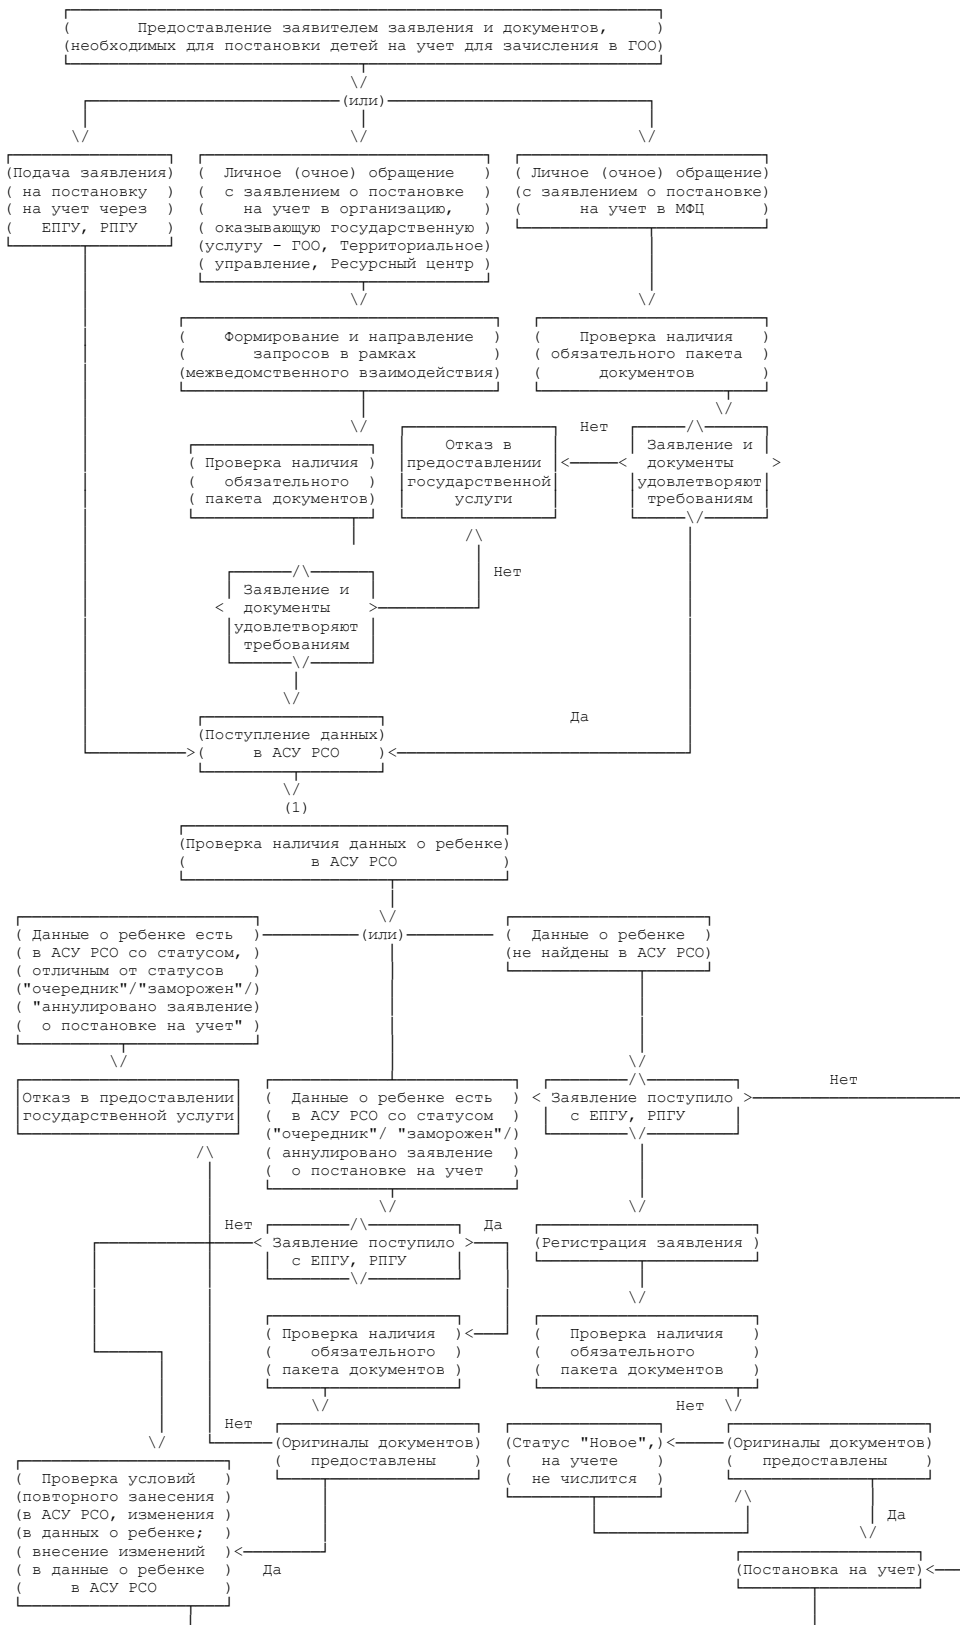 Предоставление заявителем заявления и документов,
необходимых для постановки детей на учет для зачисления в ГОО
(или)
Подача заявления
на постановку
на учет через
ЕПГУ, РПГУ
Личное (очное) обращение
с заявлением о постановке
на учет в организацию,
оказывающую государственную
услугу - ГОО, Территориальное
управление, Ресурсный центр
Личное (очное) обращение
с заявлением о постановке
на учет в МФЦ
Формирование и направление
запросов в рамках
межведомственного взаимодействия
Проверка наличия
обязательного пакета
документов
Проверка наличия
обязательного
пакета документов
Отказ в
предоставлении
государственной
услуги
Нет
Заявление и
документы
удовлетворяют
требованиям
Нет
Заявление и
документы
удовлетворяют
требованиям
Да
Поступление данных
в АСУ РСО
(1)
Проверка наличия данных о ребенке
в АСУ РСО
(или)
Данные о ребенке есть
в АСУ РСО со статусом,
отличным от статусов
"очередник"/"заморожен"/
"аннулировано заявление
о постановке на учет"
Данные о ребенке
не найдены в АСУ РСО
Отказ в предоставлении
государственной услуги
Данные о ребенке есть
в АСУ РСО со статусом
"очередник"/ "заморожен"/
аннулировано заявление
о постановке на учет
Заявление поступило
с ЕПГУ, РПГУ
Нет
Нет
Заявление поступило
с ЕПГУ, РПГУ
Да
Регистрация заявления
Проверка наличия
обязательного
пакета документов
Проверка наличия
обязательного
пакета документов
Нет
Оригиналы документов
предоставлены
Статус "Новое",
на учете
не числится
Нет
Оригиналы документов
предоставлены
Проверка условий
повторного занесения
в АСУ РСО, изменения
в данных о ребенке;
внесение изменений
в данные о ребенке
в АСУ РСО
Да
Да
Постановка на учет